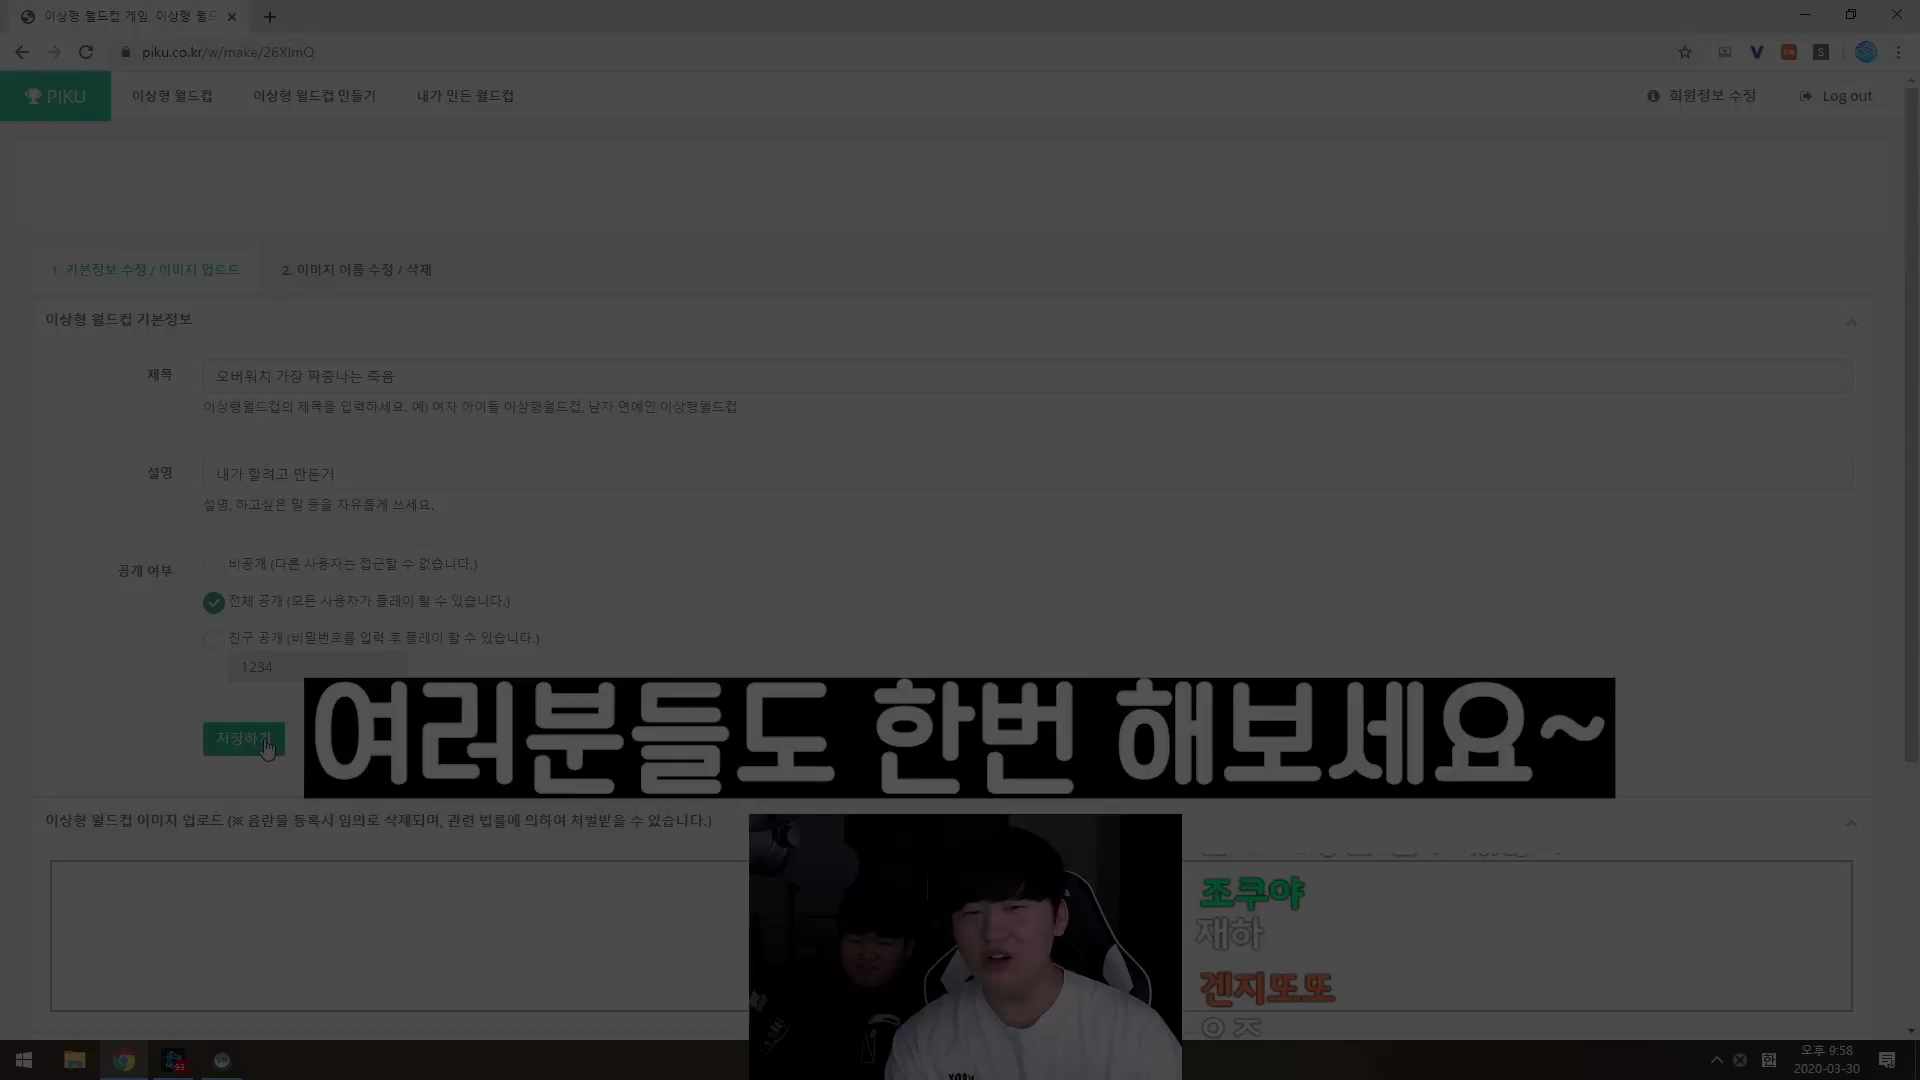 이상형 월드컵 게임, 이상형 월드
piku.co.kr/w/make/26XImQ
PIKU
이상형 월드컵
이상형 월드컵 만들기
내가 만든 월드컵
회원정보 수정
Log out
1. 기본정보 수정 / 이미지 업로드
2. 이미지 이름 수정 / 삭제
이상형 월드컵 기본정보
제목
오버워치 가장 짜증나는 죽음
이상형월드컵의 제목을 입력하세요. 예) 여자 아이돌 이상형월드컵, 남자 연예인 이상형월드컵
설명
내가 할려고 만든거
설명, 하고싶은 말 등을 자유롭게 쓰세요.
공개 여부
비공개 (다른 사용자는 접근할 수 없습니다.)
전체 공개 (모든 사용자가 플레이 할 수 있습니다.)
친구 공개 (비밀번호를 입력 후 플레이 할 수 있습니다.)
1234
저장하기
여러분들도 한번 해보세요~
이상형 월드컵 이미지 업로드 (※ 음란물 등록시 임의로 삭제되며, 관련 법률에 의하여 처벌받을 수 있습니다.)
조쿠야
재하
겐지또또
ㅇㅈ
한
오후 9:58
2020-03-30